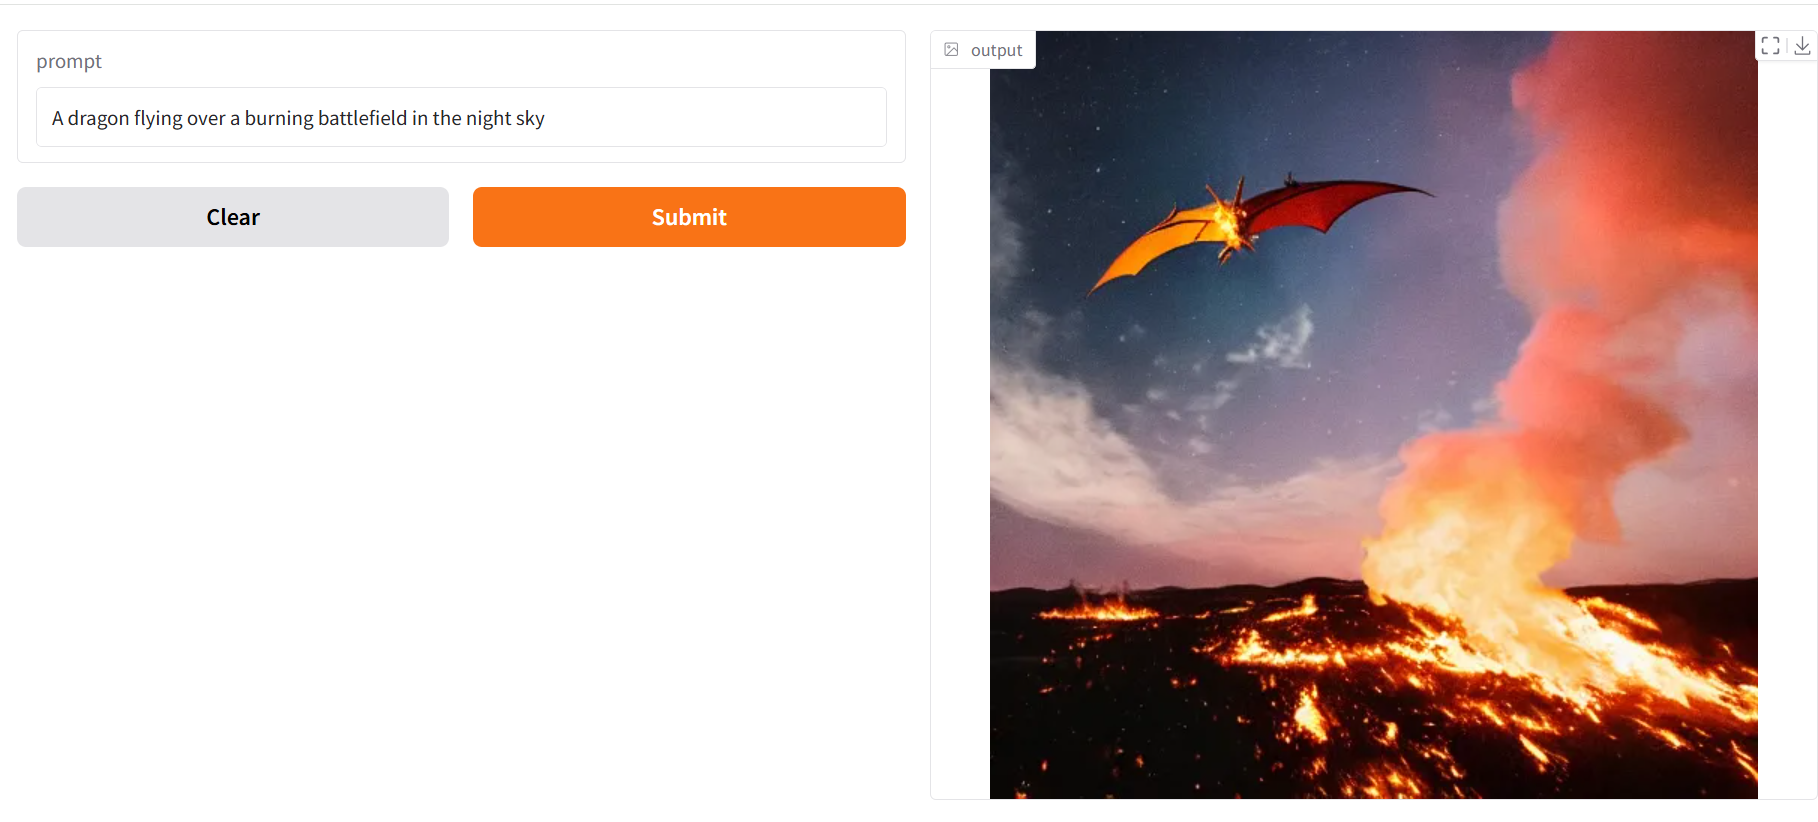 prompt
A dragon flying over a burning battlefield in the night sky
Clear
Submit
output